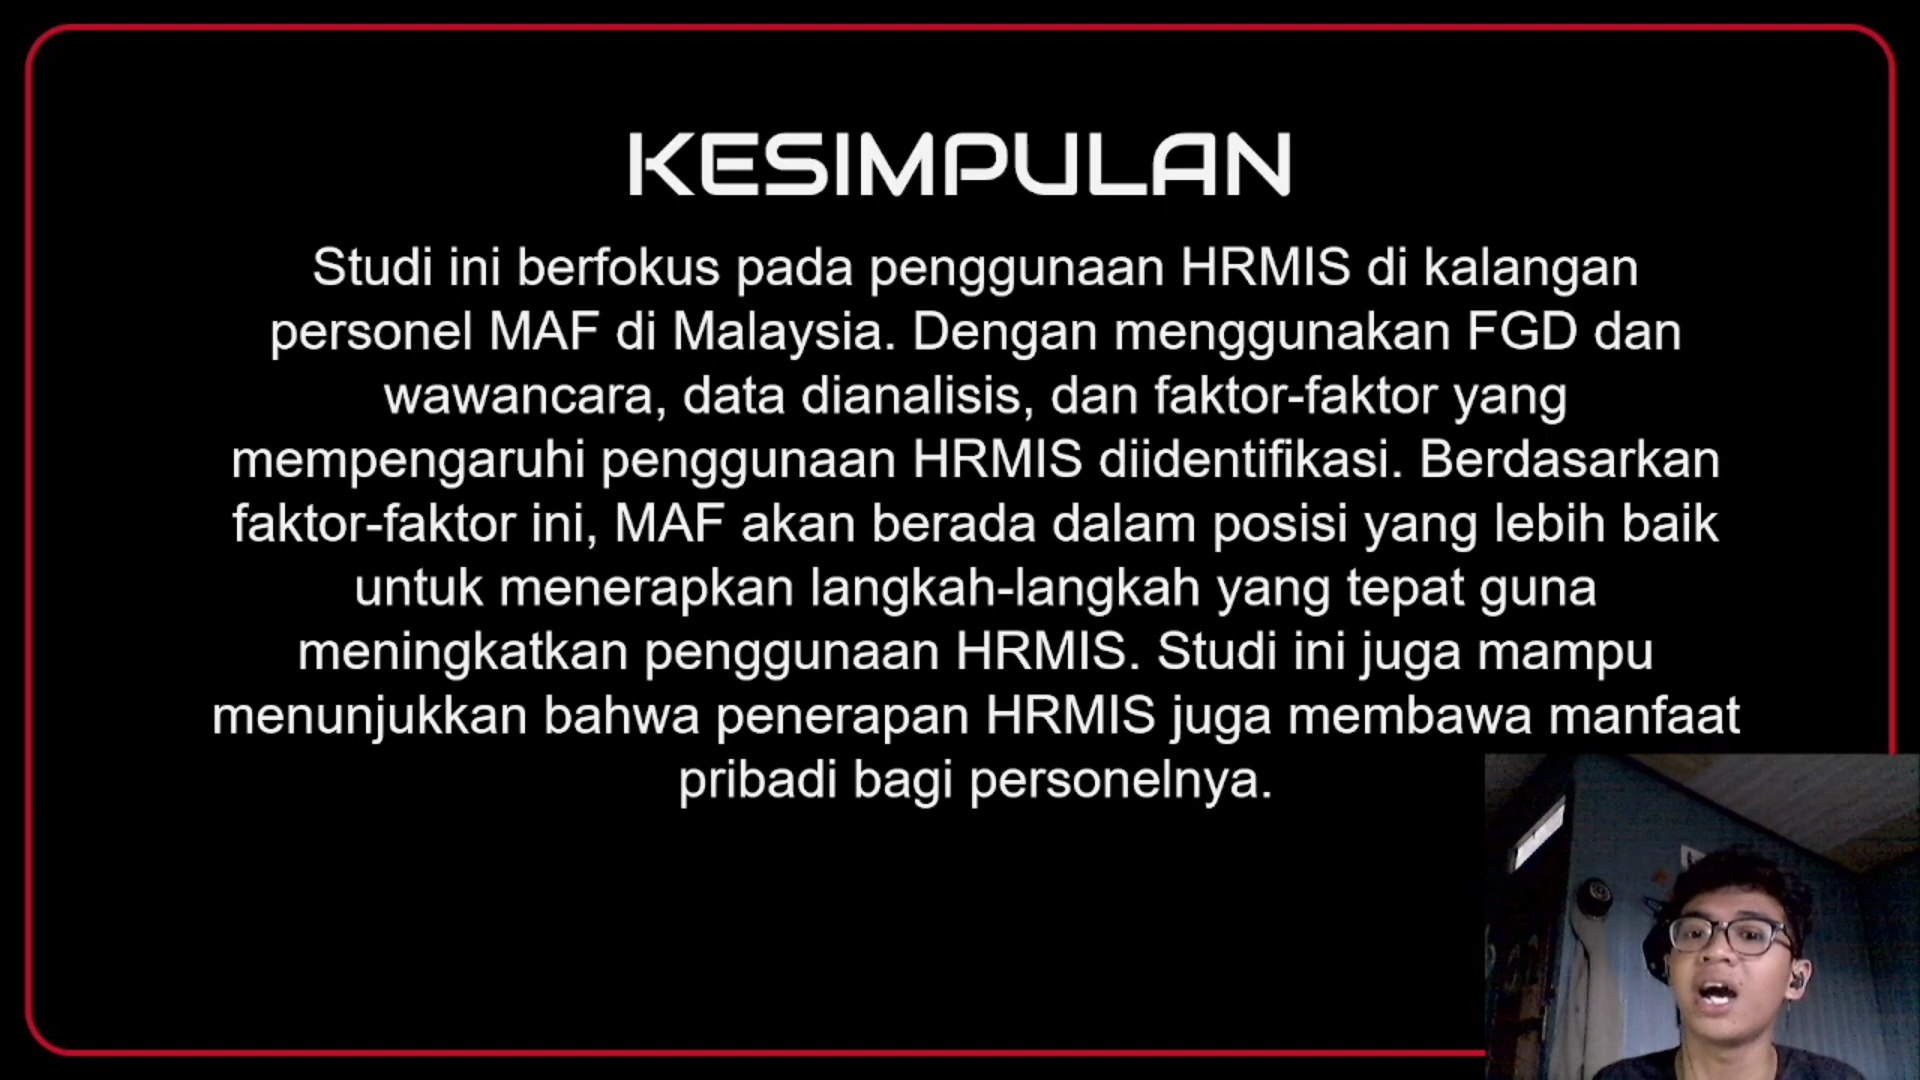 KESIMPULAN
Studi ini berfokus pada penggunaan HRMIS di kalangan
personel MAF di Malaysia. Dengan menggunakan FGD dan
wawancara, data dianalisis, dan faktor-faktor yang
mempengaruhi penggunaan HRMIS diidentifikasi. Berdasarkan
faktor-faktor ini, MAF akan berada dalam posisi yang lebih baik
untuk menerapkan langkah-langkah yang tepat guna
meningkatkan penggunaan HRMIS. Studi ini juga mampu
menunjukkan bahwa penerapan HRMIS juga membawa manfaat
pribadi bagi personelnya.